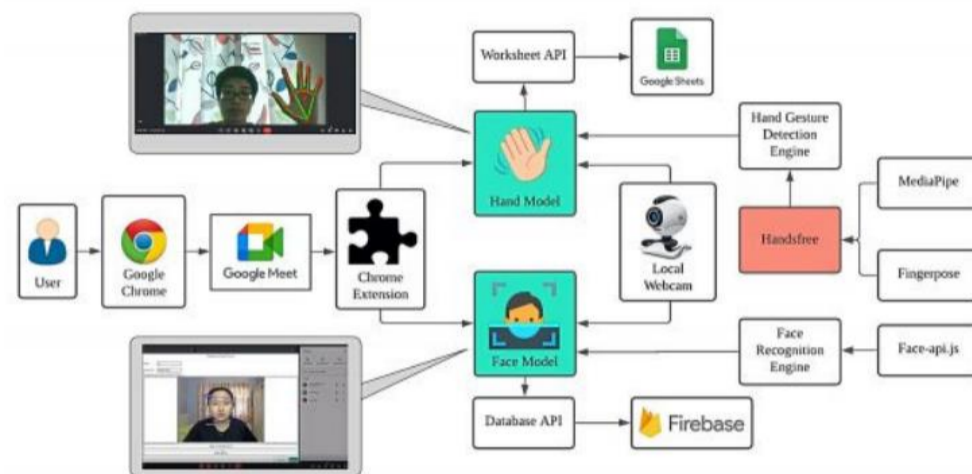 Worksheet API
Google Sheets
Hand Gesture
Detection
Engine
MediaPipe
Hand Model
Handsfree
User
Google
Chrome
Google Meet
Chrome
Extension
Local
Webcam
Fingerpose
Face Model
Face
Recognition
Engine
Face-api.js
Database API
Firebase